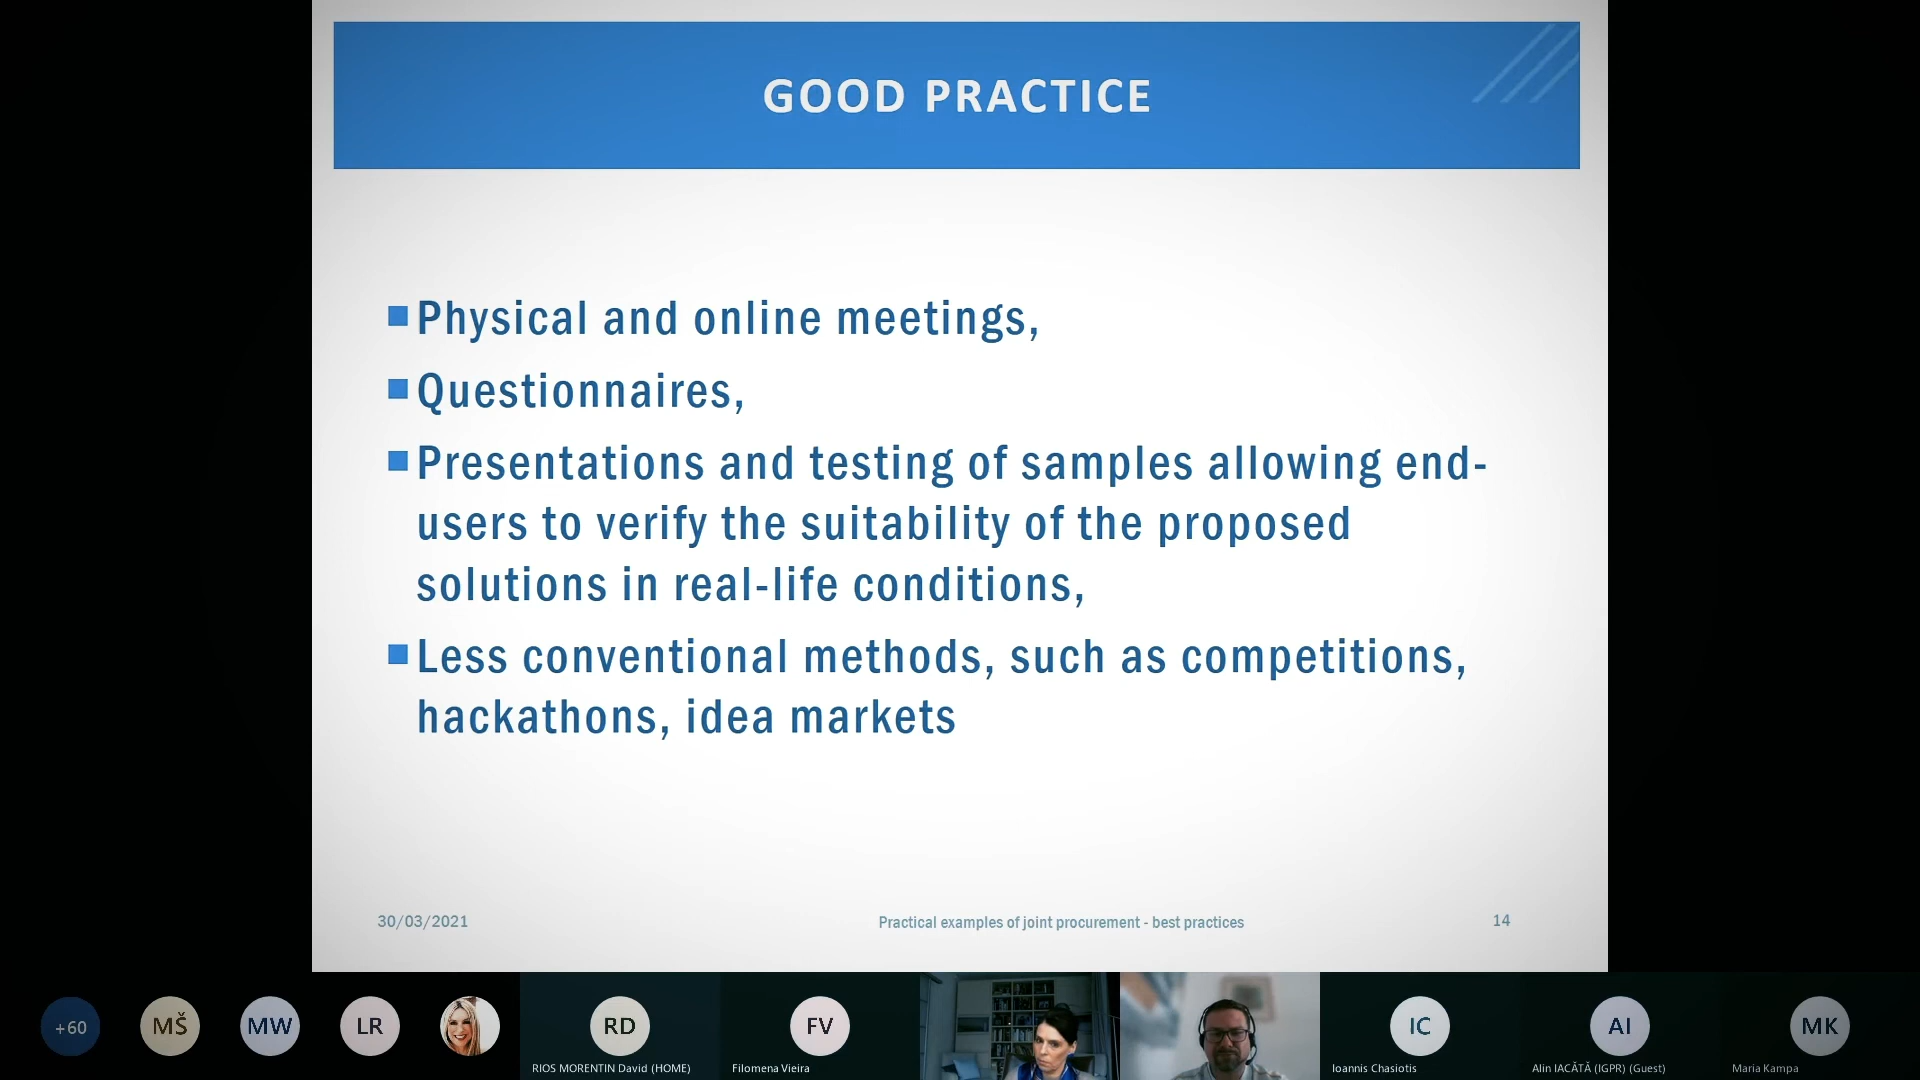 GOOD PRACTICE
Physical and online meetings,
Questionnaires,
Presentations and testing of samples allowing end-
users to verify the suitability of the proposed
solutions in real-life conditions,
Less conventional methods, such as competitions,
hackathons, idea markets
30/03/2021
Practical examples of joint procurement - best practices
14
+60
MŠ
MW
LR
RD
FV
IC
AI
MK
RIOS MORENTIN David (HOME)
Filomena Vieira
Ioannis Chasiotis
Alin IACĂTĂ (IGPR) (Guest)
Maria Kampa